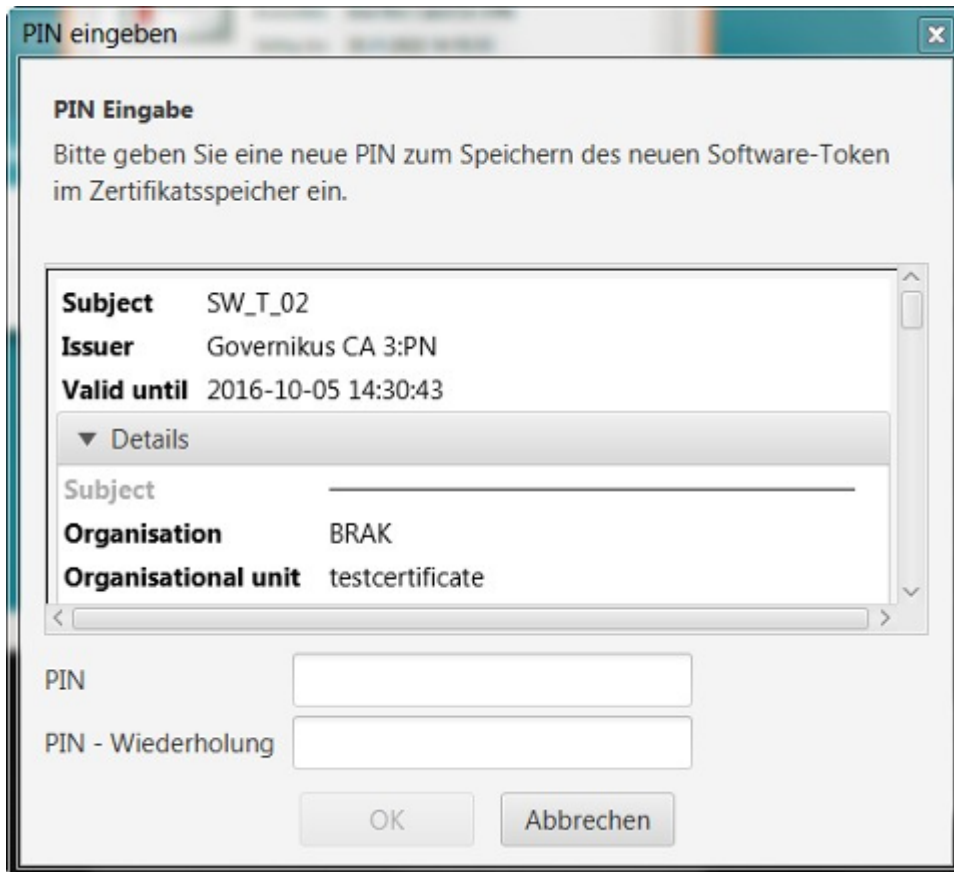 PIN eingeben
PIN Eingabe
Bitte geben Sie eine neue PIN zum Speichern des neuen Software-Token
im Zertifikatsspeicher ein.
Subject SW_T_02
Issuer Governikus CA 3:PN
Valid until 2016-10-05 14:30:43
Details
Subject
Organisation BRAK
Organisational unit testcertificate
PIN
PIN - Wiederholung
OK Abbrechen